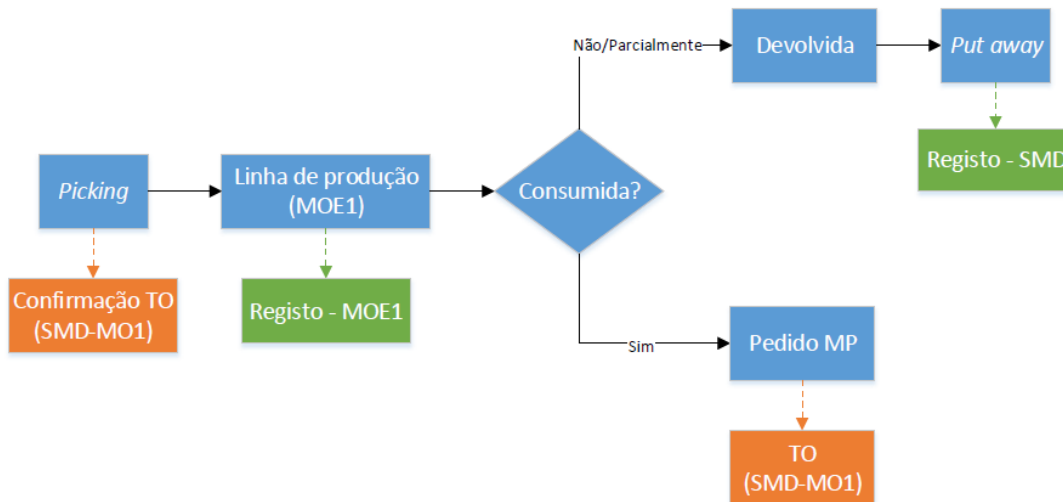 Não/Parcialmente
Devolvida
Put away
Registo - SMD
Picking
Linha de produção
(MOE1)
Consumida?
Confirmação TO
(SMD-MO1)
Registo - MOE1
Sim
Pedido MP
TO
(SMD-MO1)